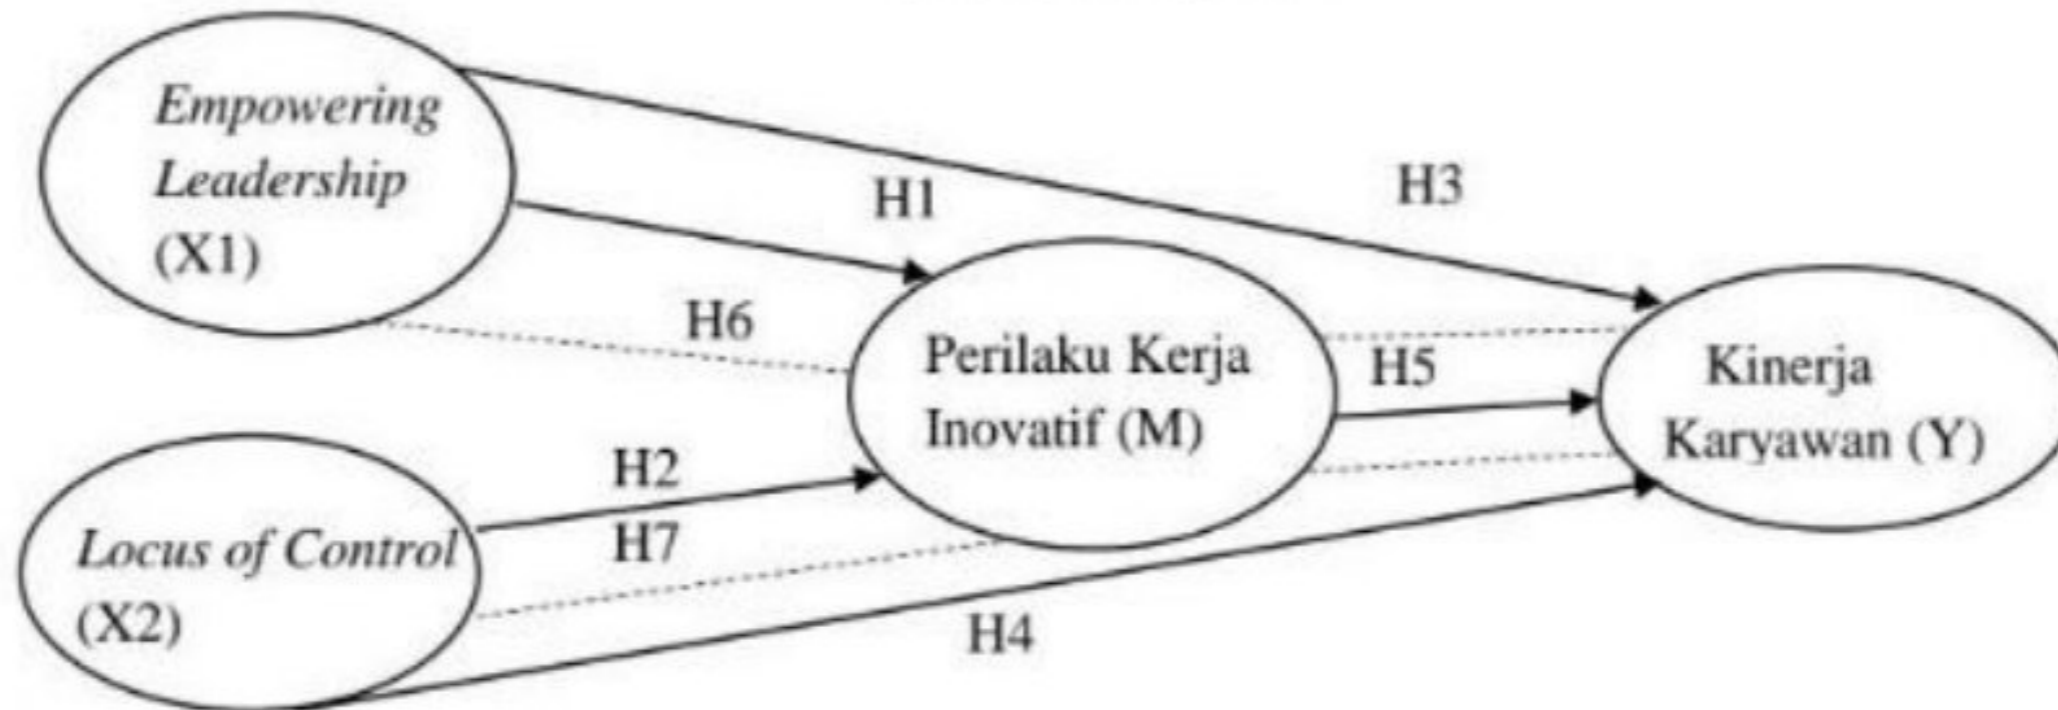 Empowering
Leadership
(X1)
H1
H3
H6
Perilaku Kerja
Inovatif (M)
H5
Kinerja
Karyawan (Y)
H2
H7
Locus of Control
(X2)
H4